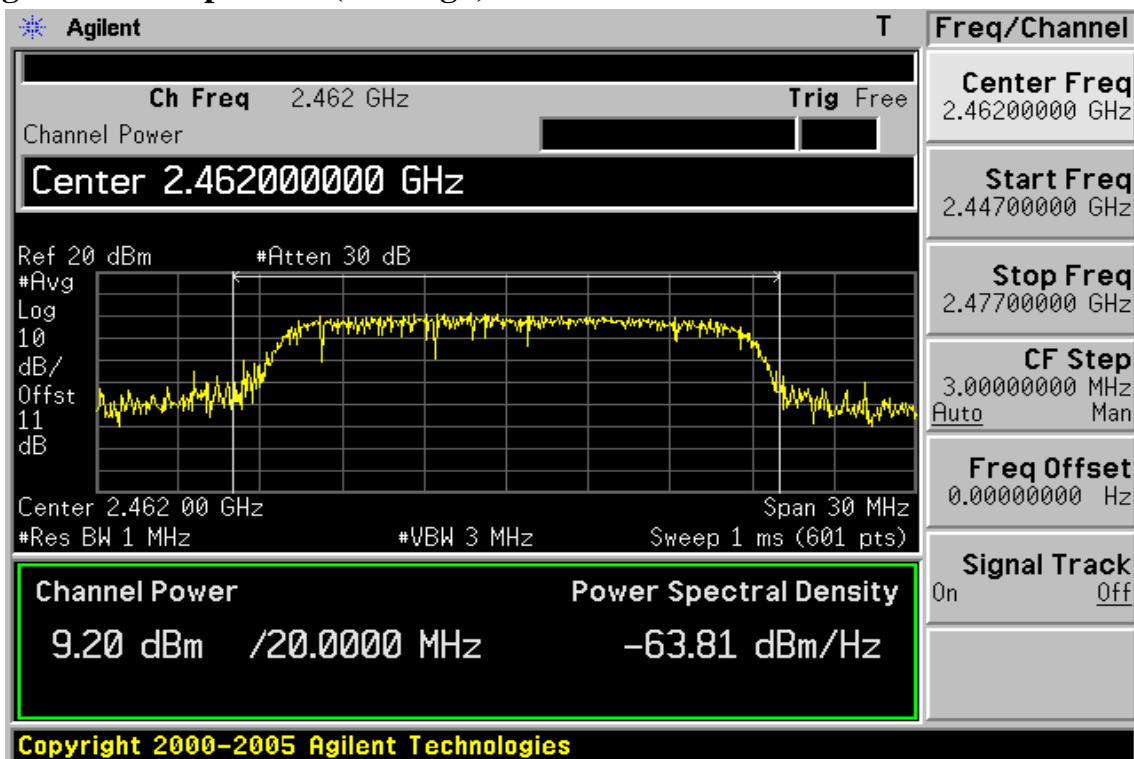 Agilent T
Ch Freq 2.462 GHz Trig Free
Channel Power
Center 2.462000000 GHz
Ref 20 dBm #Atten 30 dB
#Avg
Log
10
dB/
Offst
11
dB
Center 2.462 00 GHz Span 30 MHz
#Res BW 1 MHz #VBW 3 MHz Sweep 1 ms (601 pts)
Channel Power Power Spectral Density
9.20 dBm /20.0000 MHz -63.81 dBm/Hz
Freq/Channel
Center Freq
2.46200000 GHz
Start Freq
2.44700000 GHz
Stop Freq
2.47700000 GHz
CF Step
3.00000000 MHz
Auto Man
Freq Offset
0.00000000 Hz
Signal Track
On Off
Copyright 2000-2005 Agilent Technologies